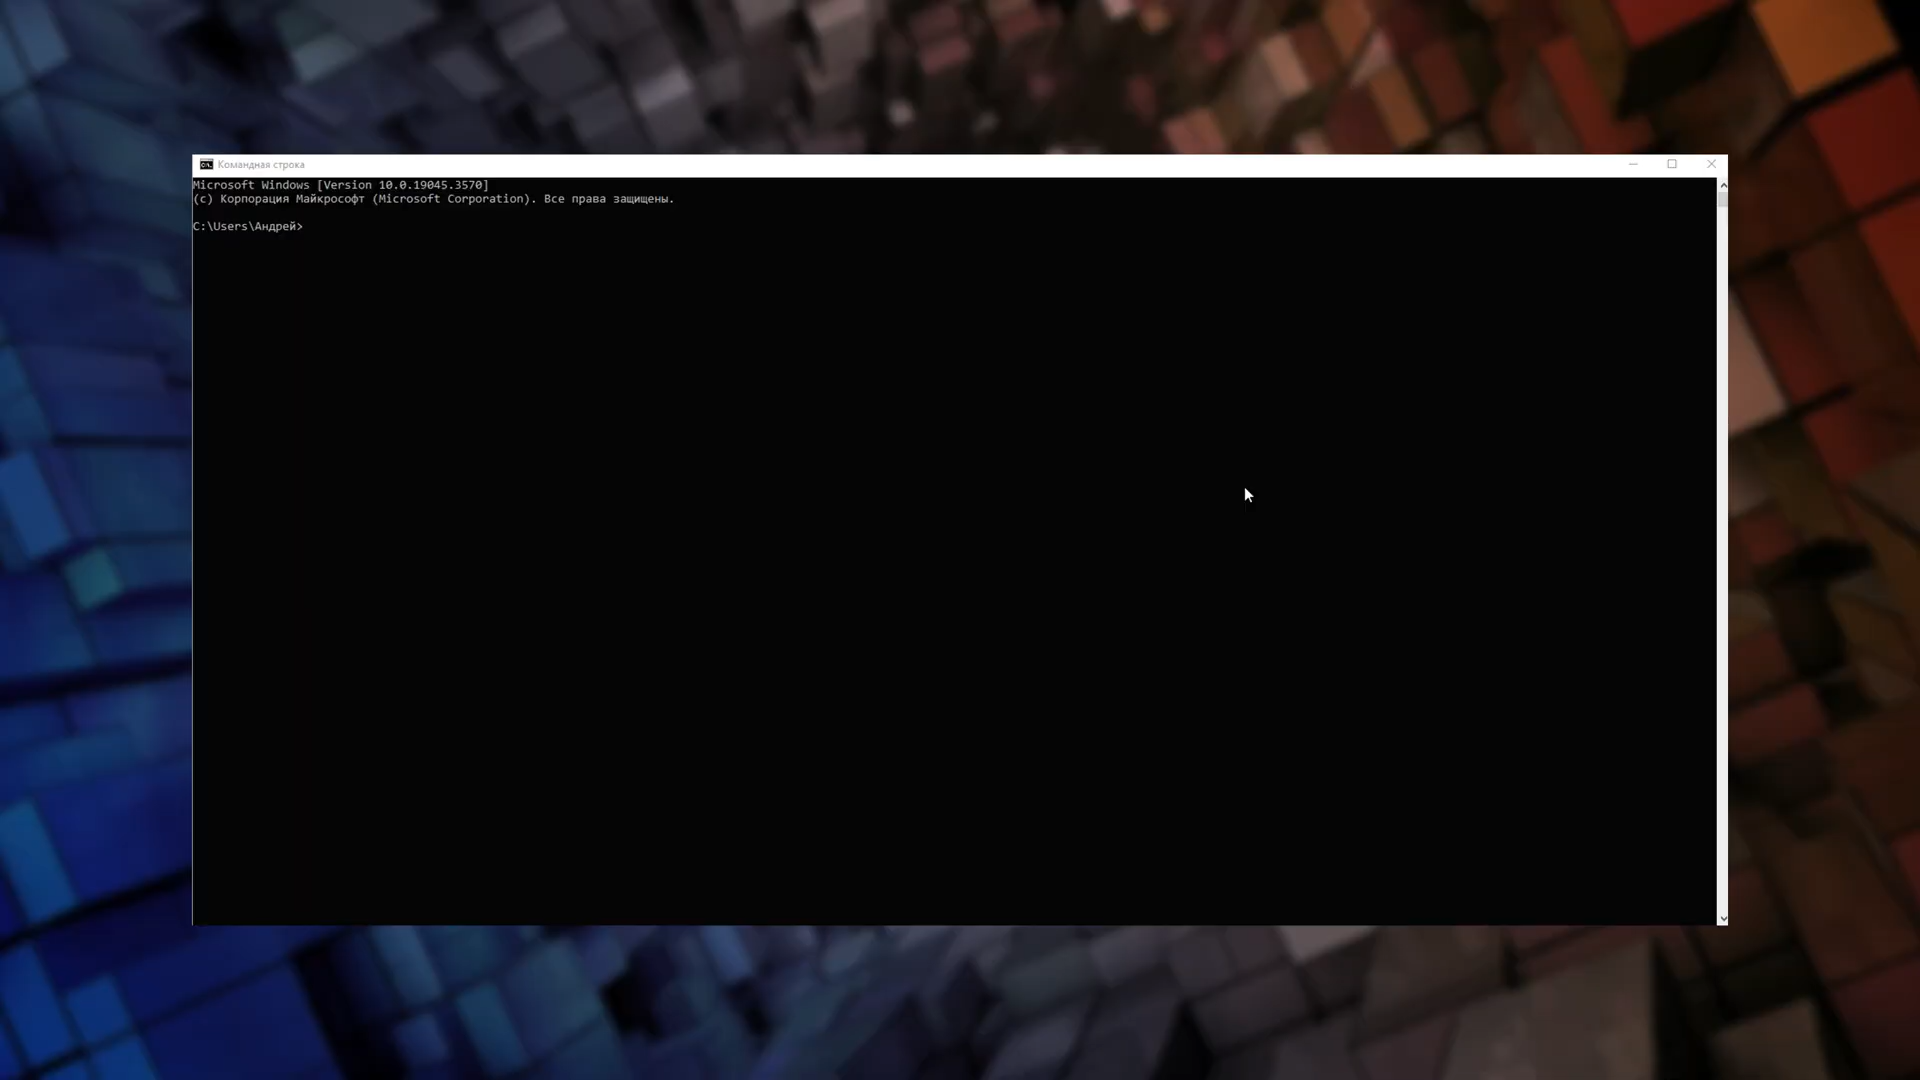 Командная строка
Microsoft Windows [Version 10.0.19045.3570]
(c) Корпорация Майкрософт (Microsoft Corporation). Все права защищены.
C:\Users\Андрей>